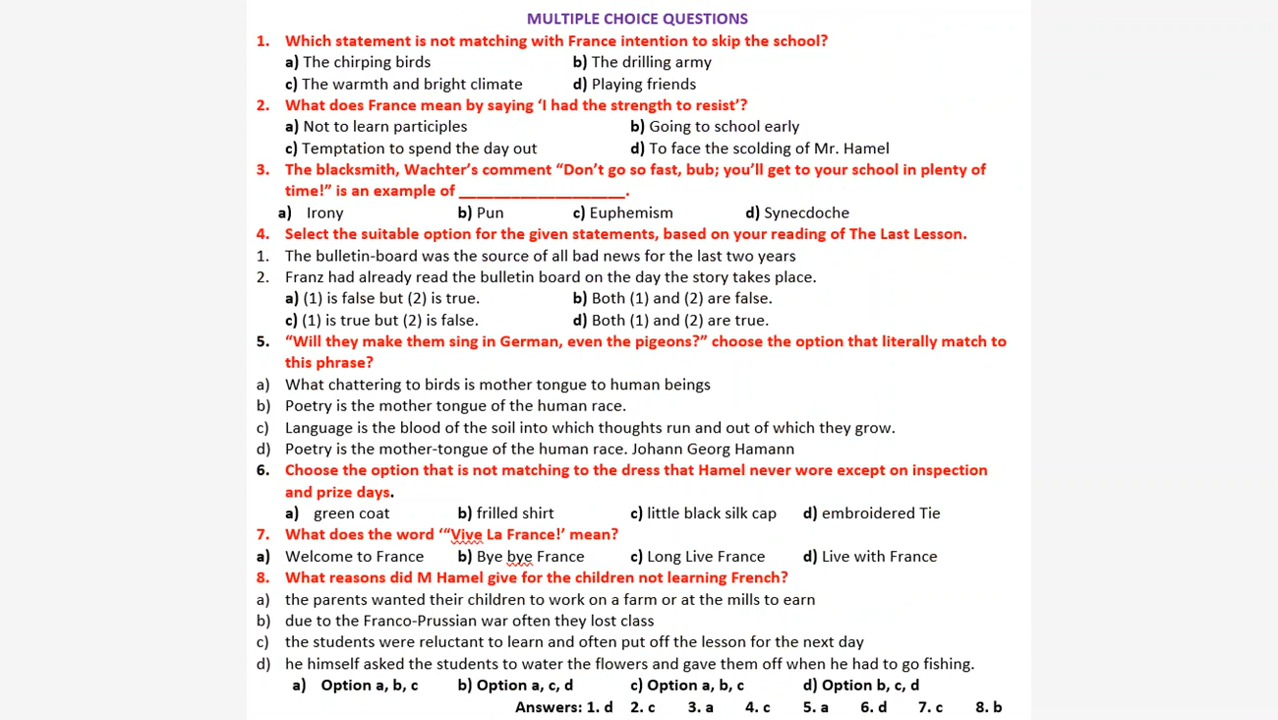 MULTIPLE CHOICE QUESTIONS
1. Which statement is not matching with France intention to skip the school?
a) The chirping birds b) The drilling army
c) The warmth and bright climate d) Playing friends
2. What does France mean by saying ‘I had the strength to resist’?
a) Not to learn participles b) Going to school early
c) Temptation to spend the day out d) To face the scolding of Mr. Hamel
3. The blacksmith, Wachter’s comment “Don’t go so fast, bub; you’ll get to your school in plenty of
time!” is an example of ____________________.
a) Irony b) Pun c) Euphemism d) Synecdoche
4. Select the suitable option for the given statements, based on your reading of The Last Lesson.
1. The bulletin-board was the source of all bad news for the last two years
2. Franz had already read the bulletin board on the day the story takes place.
a) (1) is false but (2) is true. b) Both (1) and (2) are false.
c) (1) is true but (2) is false. d) Both (1) and (2) are true.
5. “Will they make them sing in German, even the pigeons?” choose the option that literally match to
this phrase?
a) What chattering to birds is mother tongue to human beings
b) Poetry is the mother tongue of the human race.
c) Language is the blood of the soil into which thoughts run and out of which they grow.
d) Poetry is the mother-tongue of the human race. Johann Georg Hamann
6. Choose the option that is not matching to the dress that Hamel never wore except on inspection
and prize days.
a) green coat b) frilled shirt c) little black silk cap d) embroidered Tie
7. What does the word ‘“Vive La France!’ mean?
a) Welcome to France b) Bye bye France c) Long Live France d) Live with France
8. What reasons did M Hamel give for the children not learning French?
a) the parents wanted their children to work on a farm or at the mills to earn
b) due to the Franco-Prussian war often they lost class
c) the students were reluctant to learn and often put off the lesson for the next day
d) he himself asked the students to water the flowers and gave them off when he had to go fishing.
a) Option a, b, c b) Option a, c, d c) Option a, b, c d) Option b, c, d
Answers: 1. d 2. c 3. a 4. c 5. a 6. d 7. c 8. b